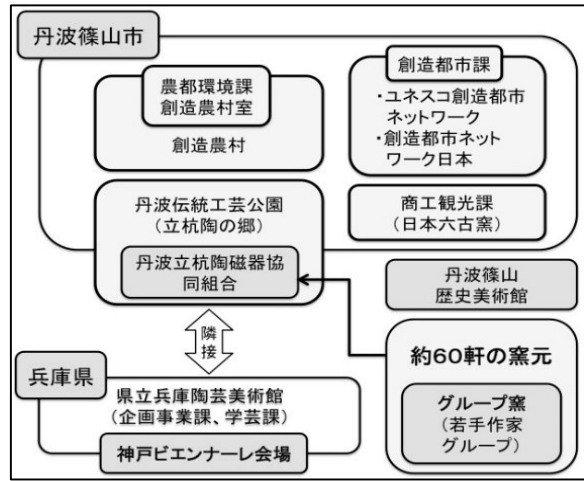 丹波篠山市
農都環境課
創造農村室
創造農村
創造都市課
・ユネスコ創造都市
ネットワーク
・創造都市ネット
ワーク日本
丹波伝統工芸公園
(立杭陶の郷)
丹波立杭陶磁器協
同組合
商工観光課
(日本六古窯)
丹波篠山
歴史美術館
隣
接
約60軒の窯元
グループ窯
(若手作家
グループ)
兵庫県
県立兵庫陶芸美術館
(企画事業課、学芸課)
神戸ビエンナーレ会場